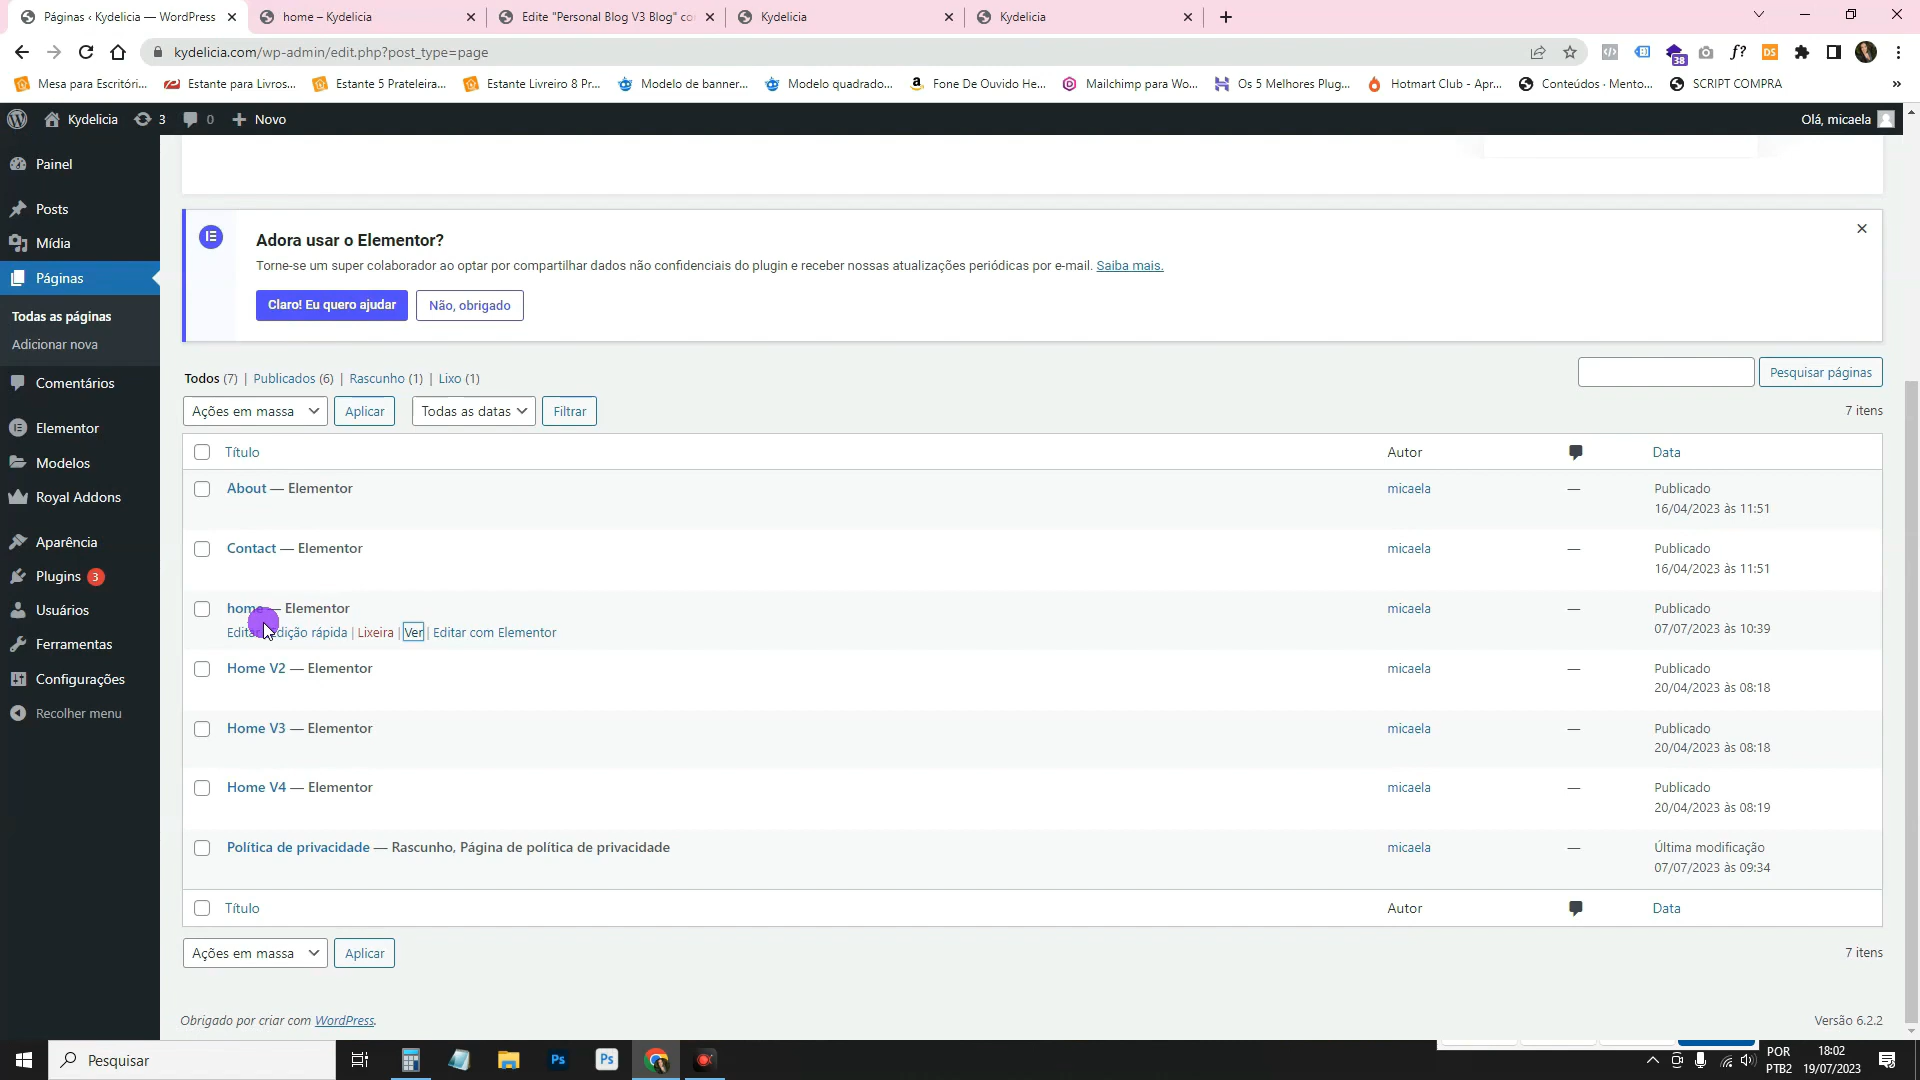 Páginas ‹ Kydelicia — WordPress
home – Kydelicia
Edite "Personal Blog V3 Blog" co
Kydelicia
Kydelicia
kydelicia.com/wp-admin/edit.php?post_type=page
38
DS
Mesa para Escritóri...
Estante para Livros...
Estante 5 Prateleira...
Estante Livreiro 8 Pr...
Modelo de banner...
Modelo quadrado...
Fone De Ouvido He...
Mailchimp para Wo...
Os 5 Melhores Plug...
Hotmart Club - Apr...
Conteúdos · Mento...
SCRIPT COMPRA
Kydelicia
3
0
Novo
Olá, micaela
Painel
Posts
Mídia
Páginas
Todas as páginas
Adicionar nova
Comentários
Elementor
Modelos
Royal Addons
Aparência
Plugins 3
Usuários
Ferramentas
Configurações
Recolher menu
Adora usar o Elementor?
Torne-se um super colaborador ao optar por compartilhar dados não confidenciais do plugin e receber nossas atualizações periódicas por e-mail. Saiba mais.
Claro! Eu quero ajudar
Não, obrigado
Todos (7) | Publicados (6) | Rascunho (1) | Lixo (1)
Pesquisar páginas
Ações em massa
Aplicar
Todas as datas
Filtrar
7 itens
Título
Autor
Data
About — Elementor
micaela
—
Publicado
16/04/2023 às 11:51
Contact — Elementor
micaela
—
Publicado
16/04/2023 às 11:51
home — Elementor
Editar | Edição rápida | Lixeira | Ver | Editar com Elementor
micaela
—
Publicado
07/07/2023 às 10:39
Home V2 — Elementor
micaela
—
Publicado
20/04/2023 às 08:18
Home V3 — Elementor
micaela
—
Publicado
20/04/2023 às 08:18
Home V4 — Elementor
micaela
—
Publicado
20/04/2023 às 08:19
Política de privacidade — Rascunho, Página de política de privacidade
micaela
—
Última modificação
07/07/2023 às 09:34
Título
Autor
Data
Ações em massa
Aplicar
7 itens
Obrigado por criar com WordPress.
Versão 6.2.2
Pesquisar
Ps
Ps
POR
PTB2
18:02
19/07/2023